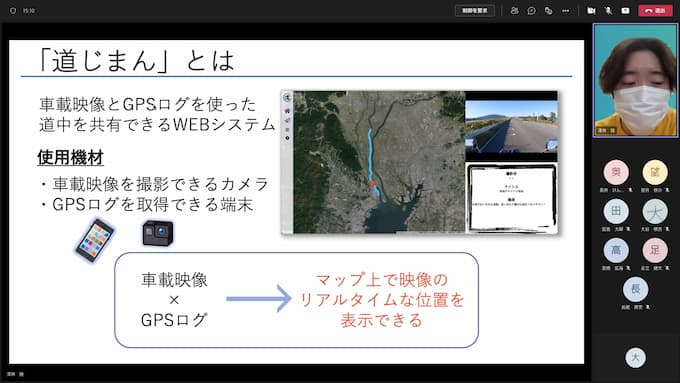 15:10
制御を要求
退出
「道じまん」とは
車載映像とGPSログを使った
道中を共有できるWEBシステム
使用機材
・車載映像を撮影できるカメラ
・GPSログを取得できる端末
タイトル
車載映像
×
GPSログ
マップ上で映像の
リアルタイムな位置を
表示できる
奥
望
田
大
高
足
長
大